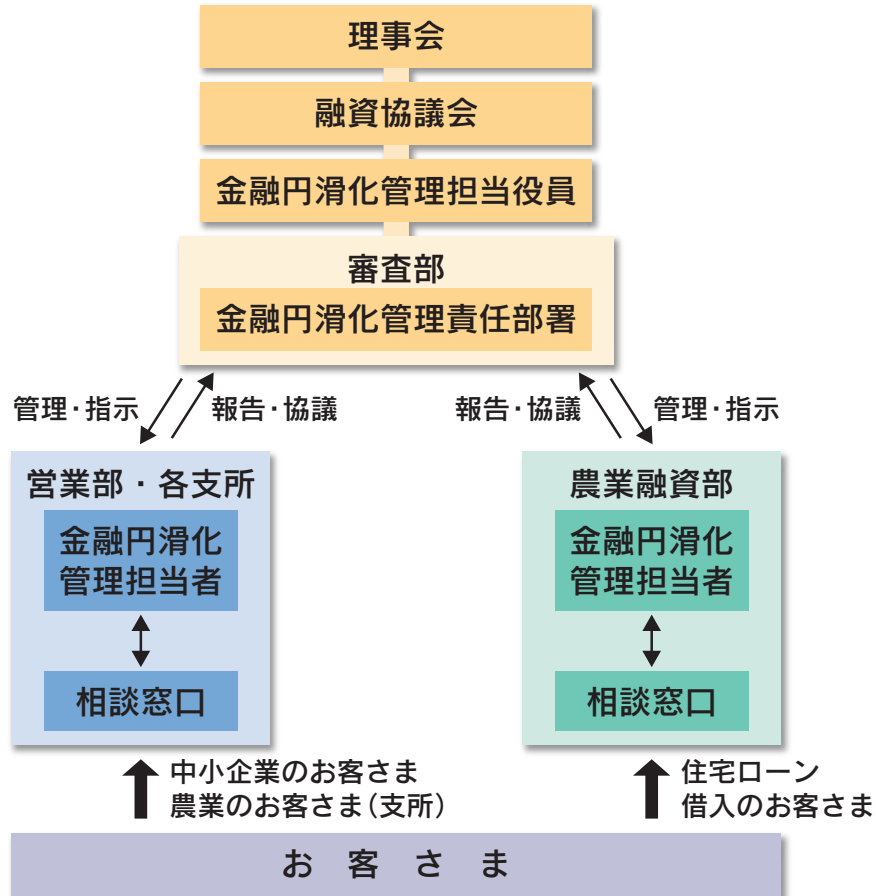 理事会
融資協議会
金融円滑化管理担当役員
審査部
金融円滑化管理責任部署
管理・指示
報告・協議
報告・協議
管理・指示
営業部・各支所
金融円滑化
管理担当者
相談窓口
農業融資部
金融円滑化
管理担当者
相談窓口
中小企業のお客さま
農業のお客さま(支所)
住宅ローン
借入のお客さま
お客さま